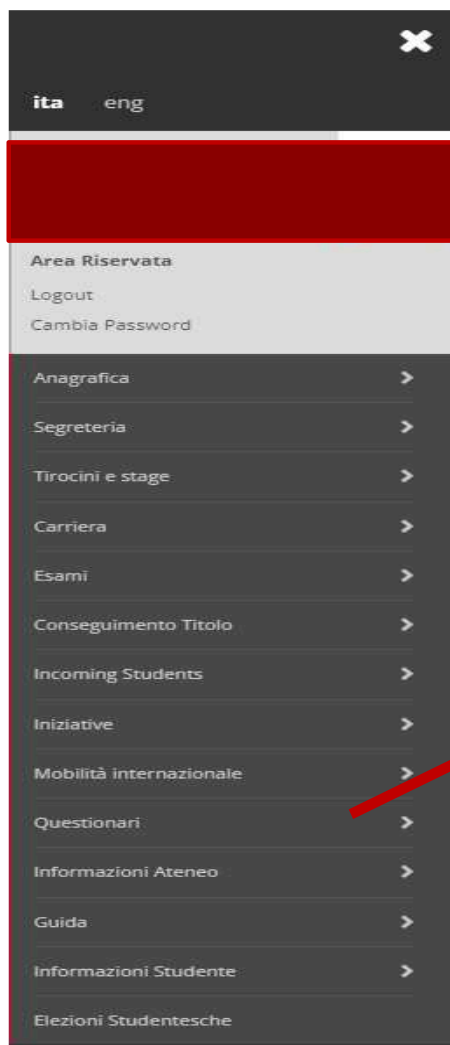 ita eng
Area Riservata
Logout
Cambia Password
Anagrafica
Segreteria
Tirocini e stage
Carriera
Esami
Conseguimento Titolo
Incoming Students
Iniziative
Mobilità internazionale
Questionari
Informazioni Ateneo
Guida
Informazioni Studente
Elezioni Studentesche